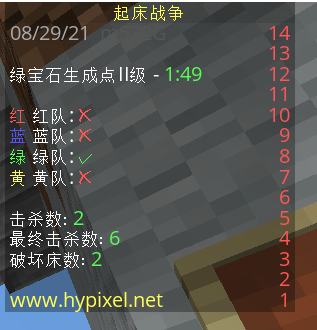 起床战争
08/29/21 14
13
绿宝石生成点 II级 - 1:49 12
11
红 红队: ✗ 10
蓝 蓝队: ✗ 9
绿 绿队: ✓ 8
黄 黄队: ✗ 7
6
击杀数: 2 5
最终击杀数: 6 4
破坏床数: 2 3
2
www.hypixel.net 1